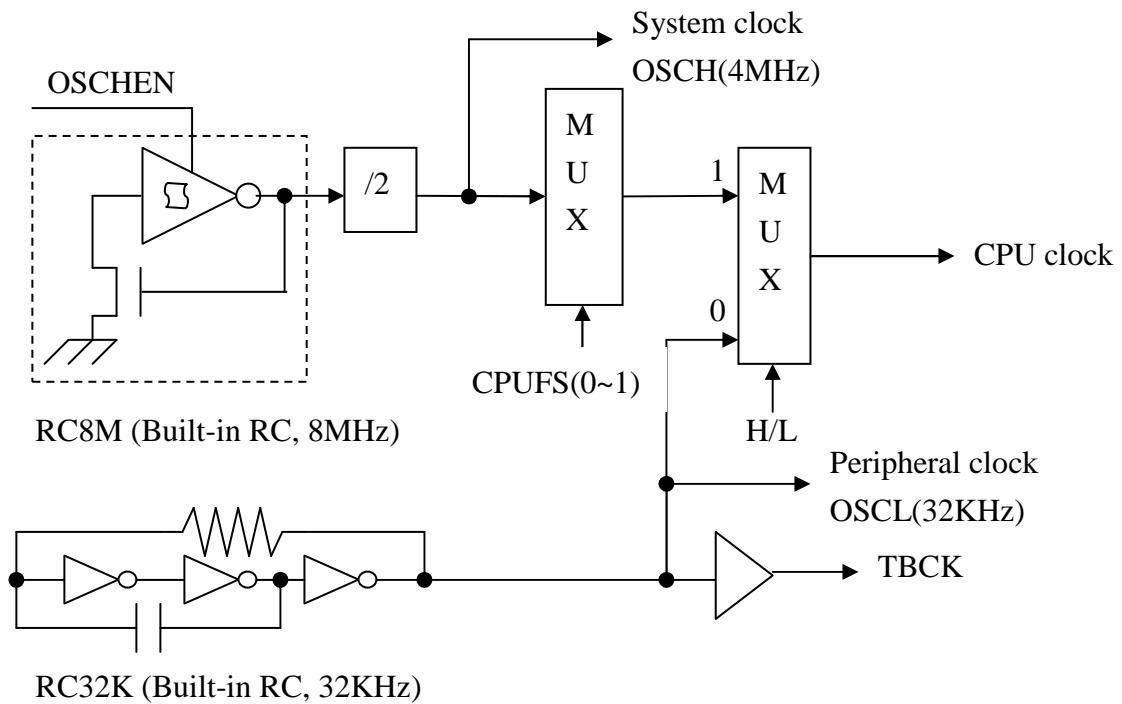 System clock
OSCH(4MHz)
OSCHEN
M
U
X
/2
1
M
U
X
CPU clock
0
CPUFS(0~1)
H/L
RC8M (Built-in RC, 8MHz)
Peripheral clock
OSCL(32KHz)
TBCK
RC32K (Built-in RC, 32KHz)